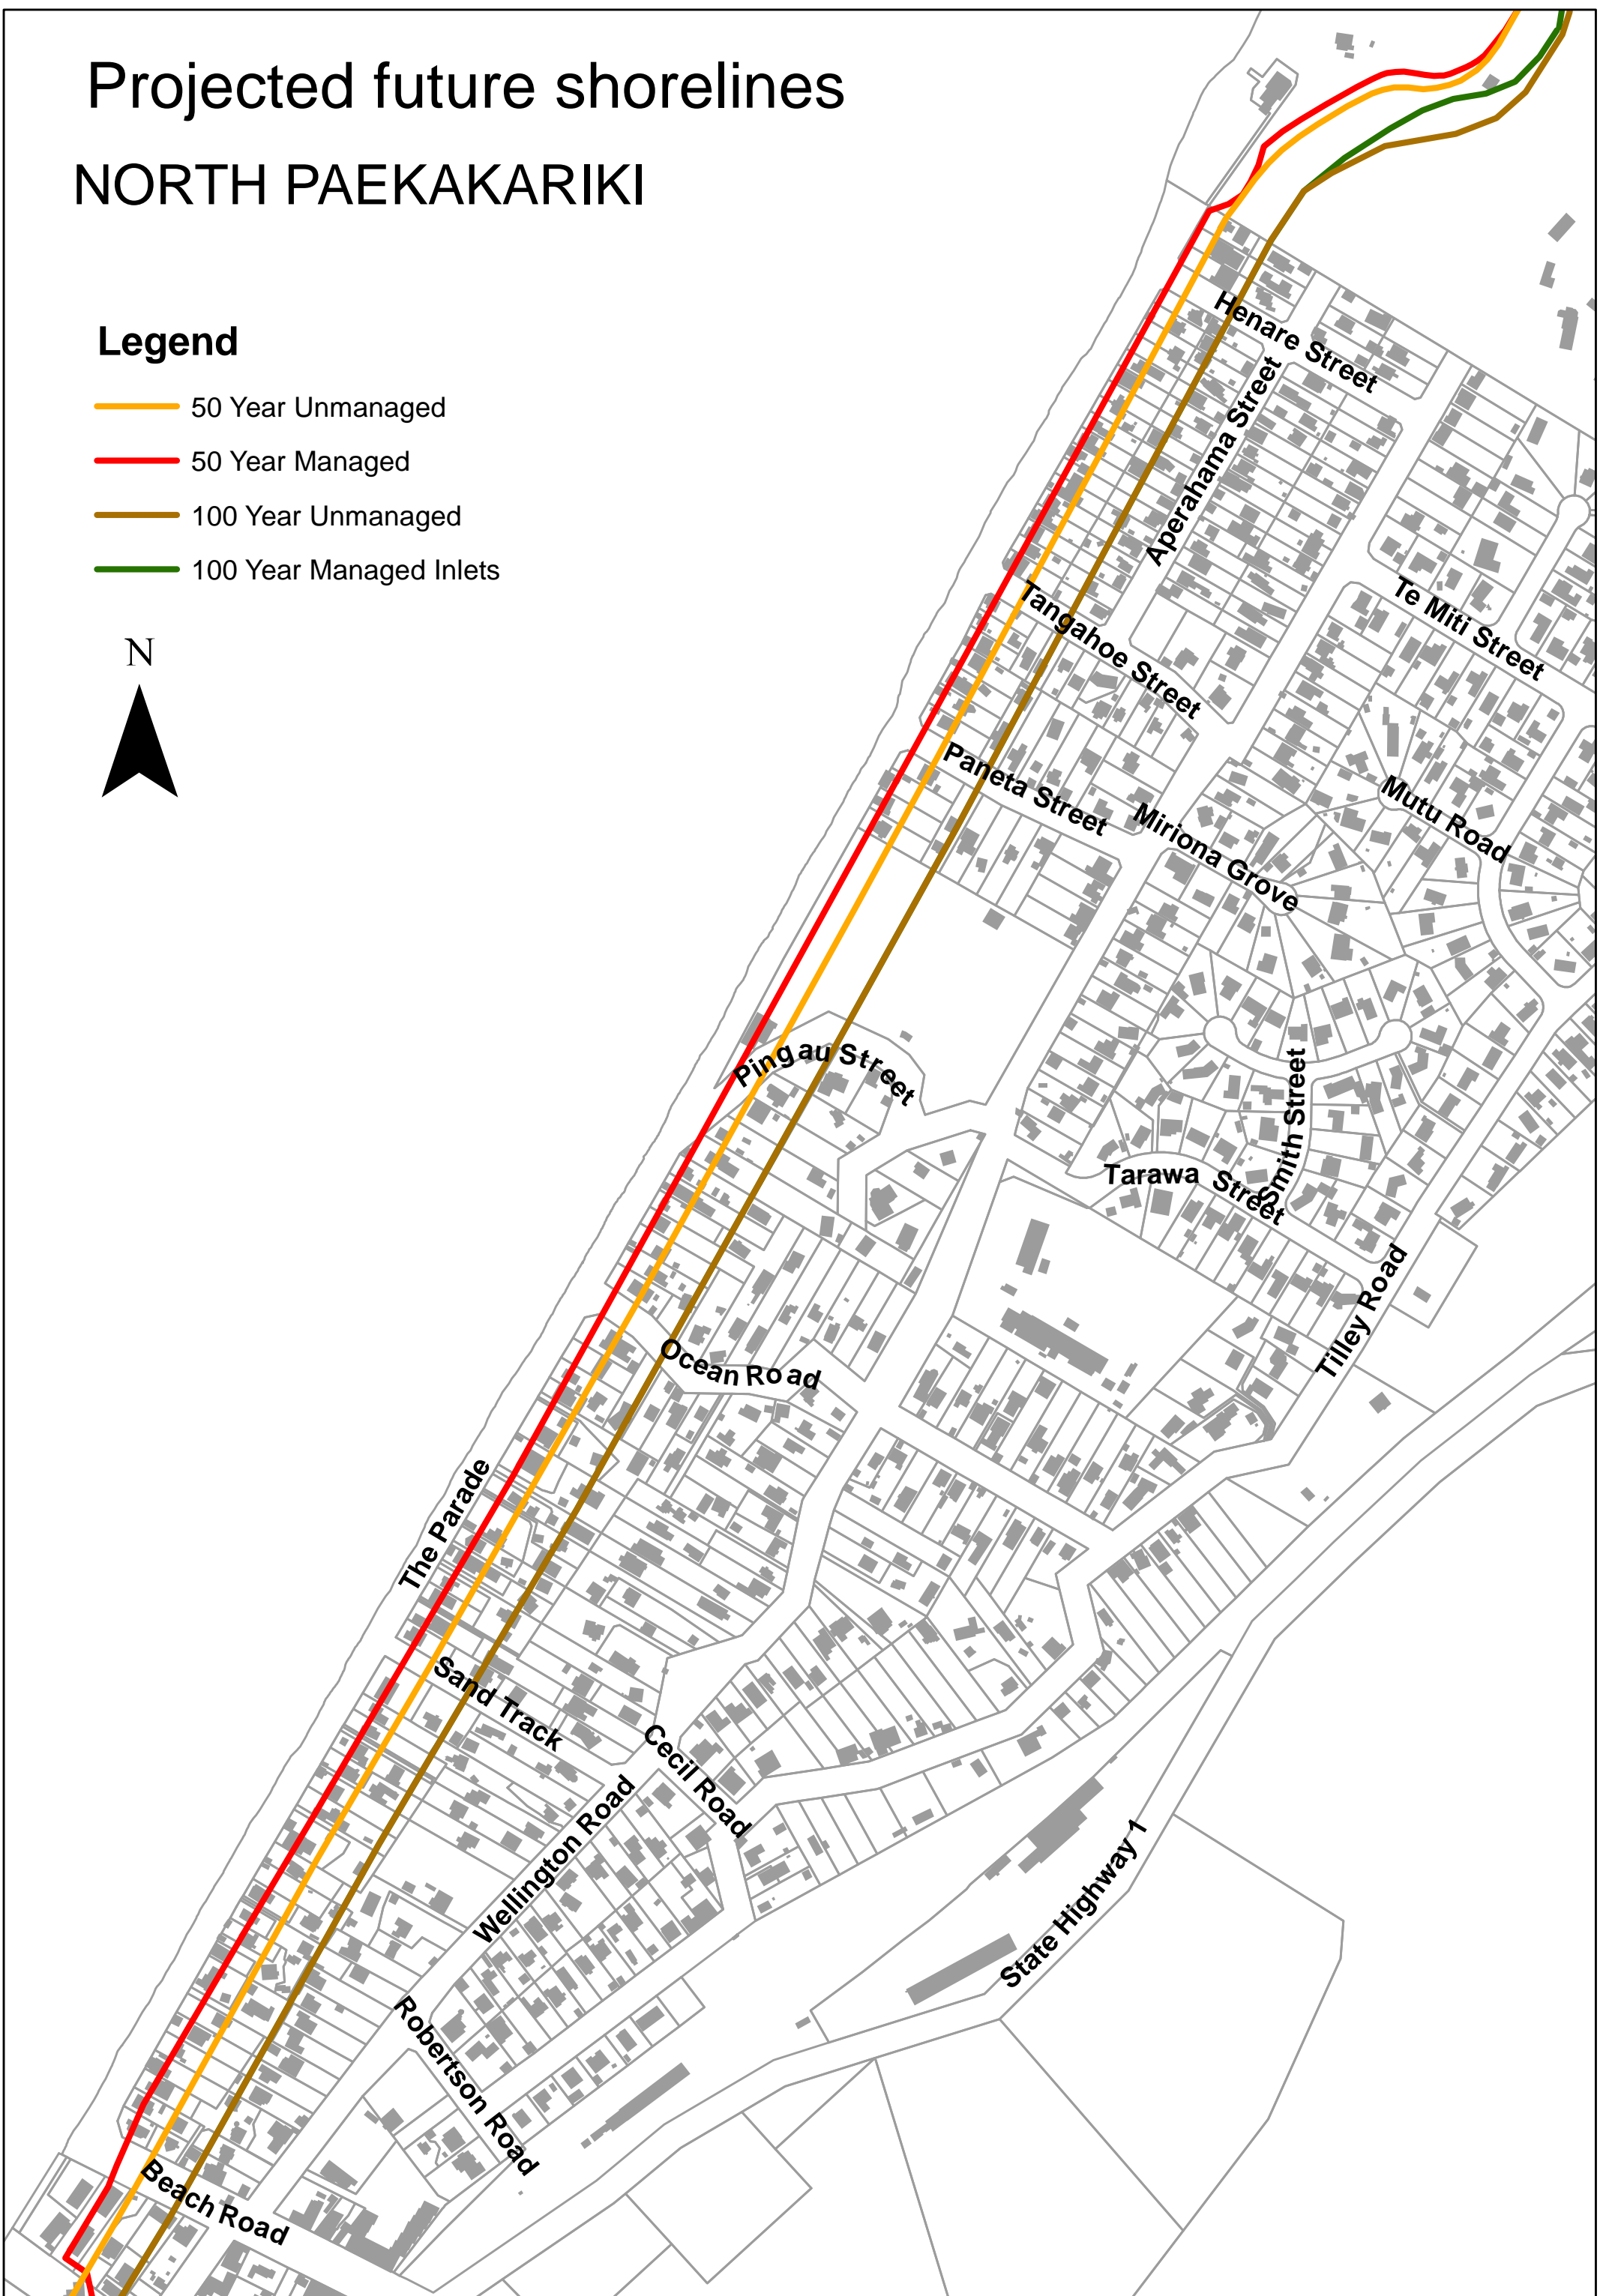 Projected future shorelines
NORTH PAEKAKARIKI
Legend
50 Year Unmanaged
50 Year Managed
100 Year Unmanaged
100 Year Managed Inlets
N
Henare Street
Aperahama Street
Te Miti Street
Tangahoe Street
Paneta Street
Mutu Road
Miriona Grove
Pingau Street
Smith Street
Tarawa Street
Tilley Road
Ocean Road
The Parade
Sand Track
Cecil Road
Wellington Road
State Highway 1
Robertson Road
Beach Road